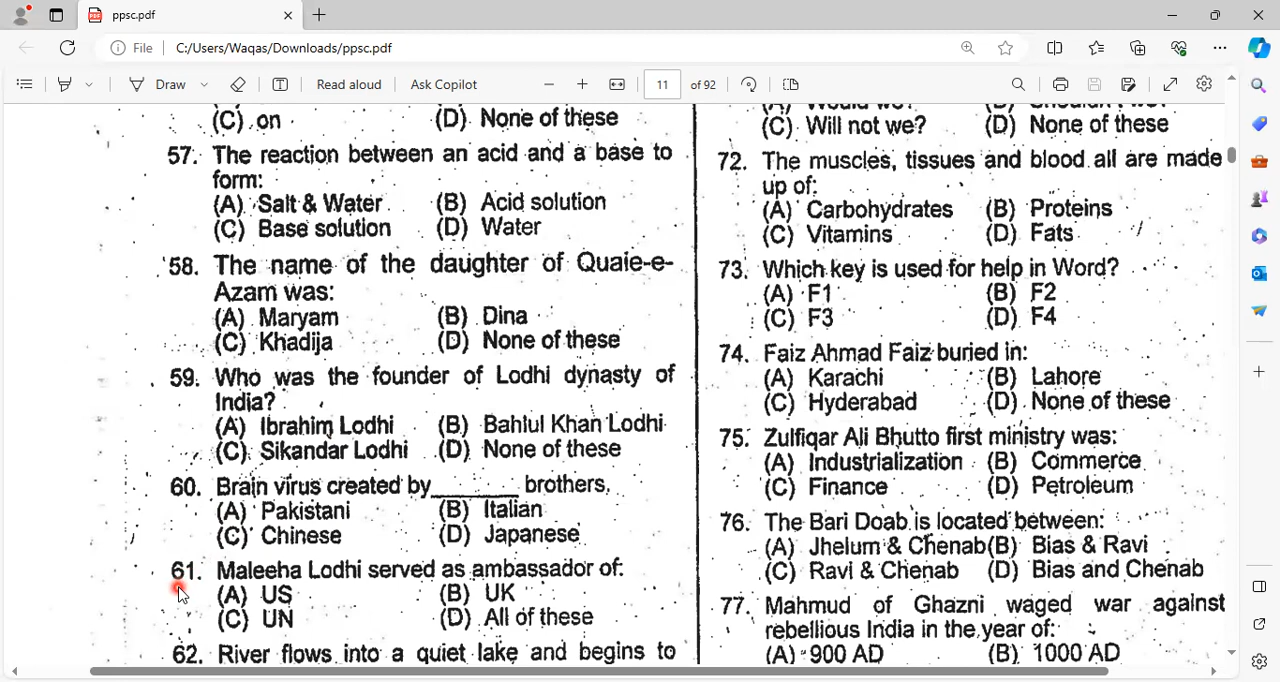 ppsc.pdf
File C:/Users/Waqas/Downloads/ppsc.pdf
Draw Read aloud Ask Copilot 11 of 92
(C) on (D) None of these
57. The reaction between an acid and a base to
form:
(A) Salt & Water (B) Acid solution
(C) Base solution (D) Water
58. The name of the daughter of Quaie-e-
Azam was:
(A) Maryam (B) Dina
(C) Khadija (D) None of these
59. Who was the founder of Lodhi dynasty of
India?
(A) Ibrahim Lodhi (B) Bahlul Khan Lodhi
(C) Sikandar Lodhi (D) None of these
60. Brain virus created by_______ brothers.
(A) Pakistani (B) Italian
(C) Chinese (D) Japanese
61. Maleeha Lodhi served as ambassador of:
(A) US (B) UK
(C) UN (D) All of these
62. River flows into a quiet lake and begins to
(A) Would we? (B) Shouldn't we?
(C) Will not we? (D) None of these
72. The muscles, tissues and blood all are made
up of:
(A) Carbohydrates (B) Proteins
(C) Vitamins (D) Fats
73. Which key is used for help in Word?
(A) F1 (B) F2
(C) F3 (D) F4
74. Faiz Ahmad Faiz buried in:
(A) Karachi (B) Lahore
(C) Hyderabad (D) None of these
75. Zulfiqar Ali Bhutto first ministry was:
(A) Industrialization (B) Commerce
(C) Finance (D) Petroleum
76. The Bari Doab is located between:
(A) Jhelum & Chenab (B) Bias & Ravi
(C) Ravi & Chenab (D) Bias and Chenab
77. Mahmud of Ghazni waged war against
rebellious India in the year of:
(A) 900 AD (B) 1000 AD